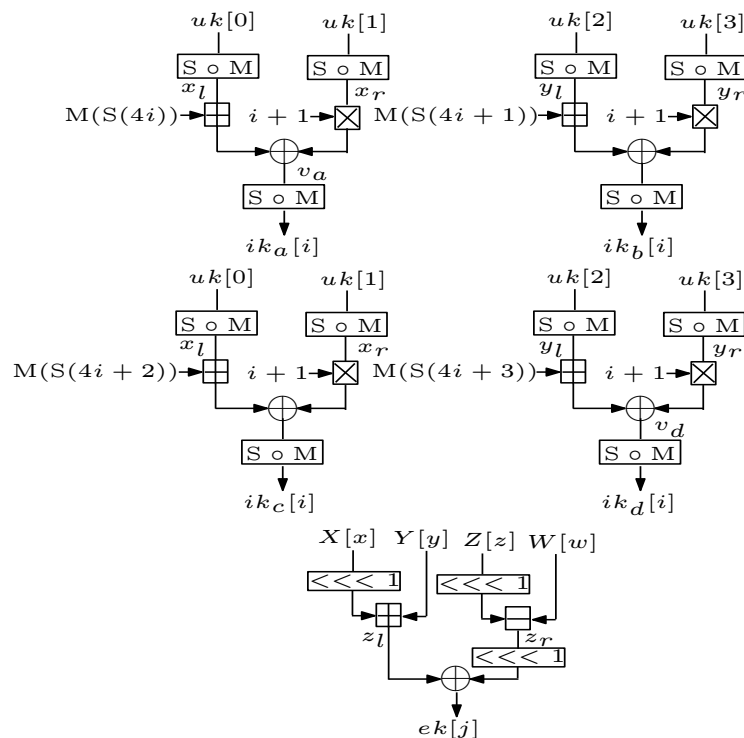 uk[0] uk[1] uk[2] uk[3]
S ∘ M S ∘ M S ∘ M S ∘ M
x_l x_r y_l y_r
M(S(4i)) i + 1 M(S(4i + 1)) i + 1
v_a
S ∘ M S ∘ M
ik_a[i] ik_b[i]
uk[0] uk[1] uk[2] uk[3]
S ∘ M S ∘ M S ∘ M S ∘ M
x_l x_r y_l y_r
M(S(4i + 2)) i + 1 M(S(4i + 3)) i + 1
v_d
S ∘ M S ∘ M
ik_c[i] ik_d[i]
X[x] Y[y] Z[z] W[w]
<<< 1 <<< 1
z_l z_r
<<< 1
ek[j]